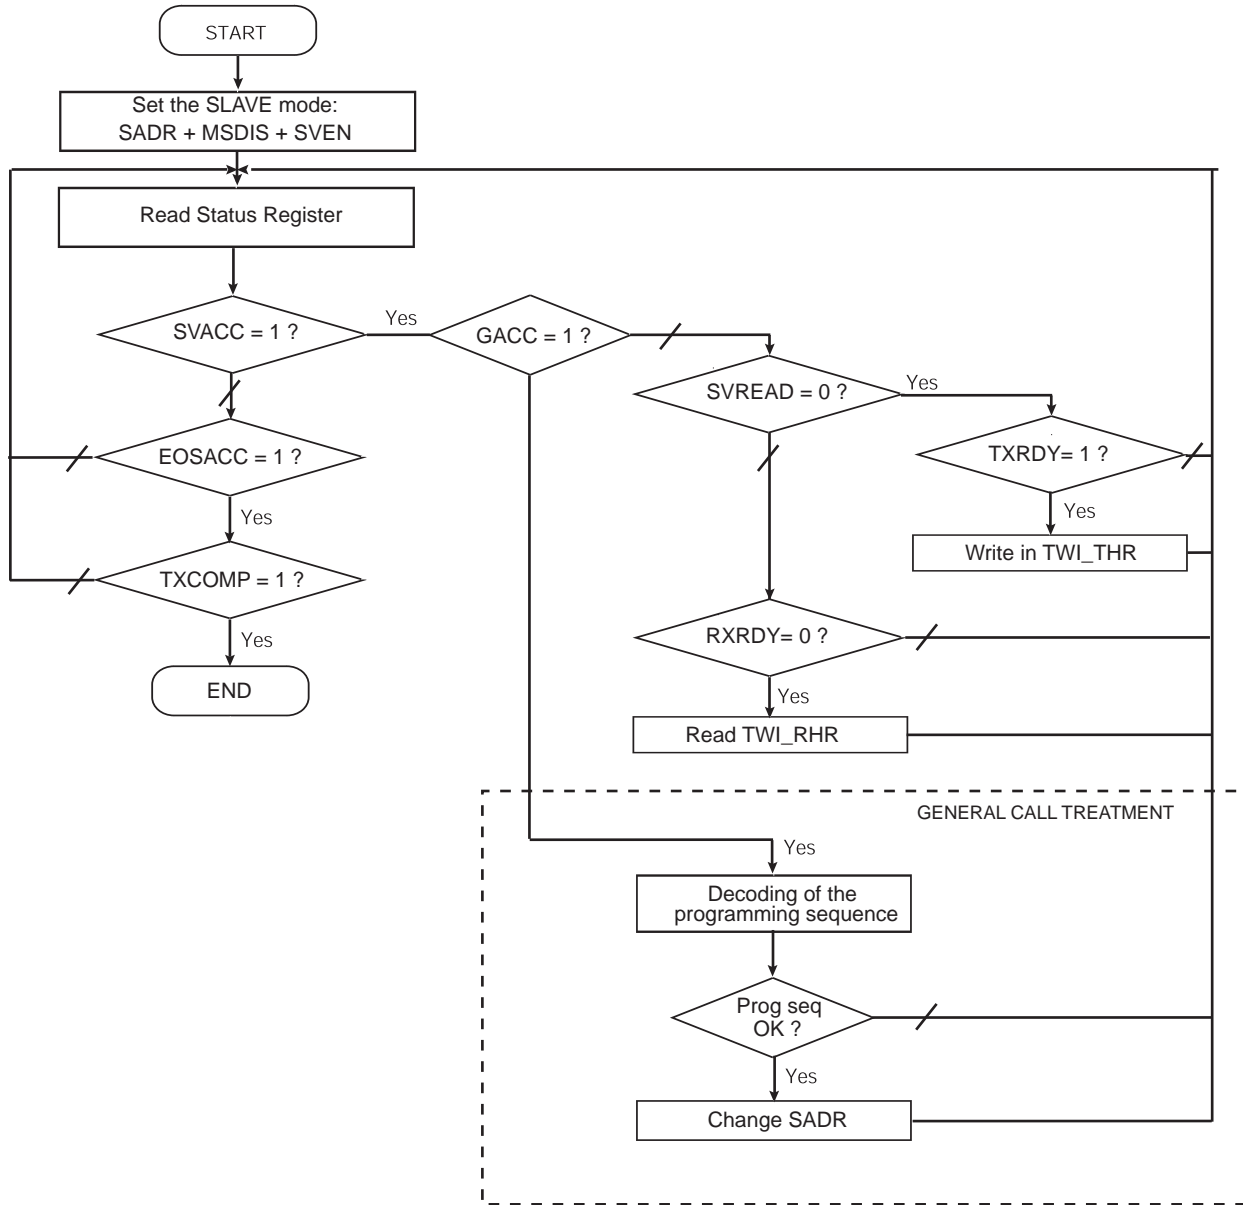 START
Set the SLAVE mode:
SADR + MSDIS + SVEN
Read Status Register
SVACC = 1 ?
Yes
GACC = 1 ?
SVREAD = 0 ?
Yes
EOSACC = 1 ?
TXRDY= 1 ?
Yes
Yes
Write in TWI_THR
TXCOMP = 1 ?
Yes
RXRDY= 0 ?
END
Yes
Read TWI_RHR
GENERAL CALL TREATMENT
Yes
Decoding of the
programming sequence
Prog seq
OK ?
Yes
Change SADR